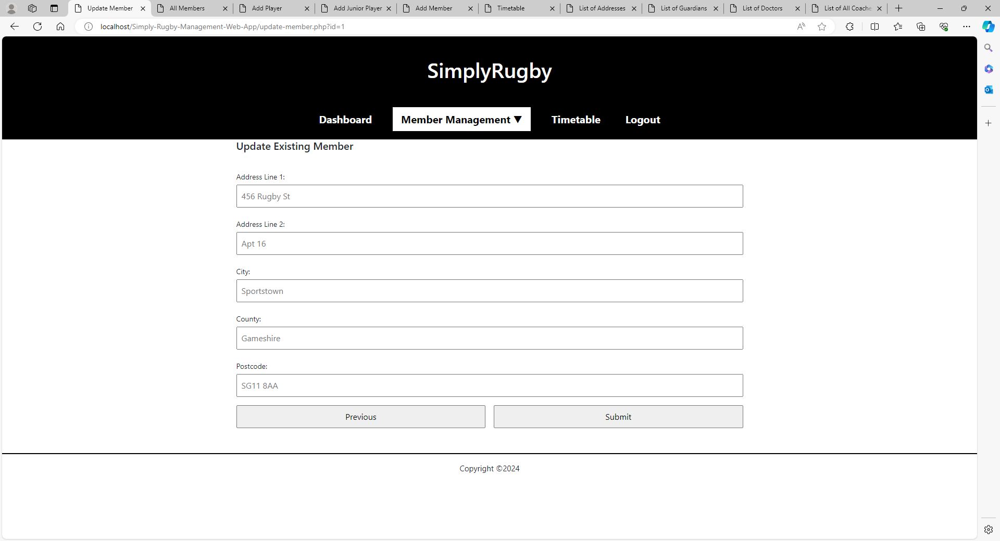 Update Member
All Members
Add Player
Add Junior Player
Add Member
Timetable
List of Addresses
List of Guardians
List of Doctors
List of All Coache
localhost/Simply-Rugby-Management-Web-App/update-member.php?id=1
SimplyRugby
Dashboard
Member Management ▼
Timetable
Logout
Update Existing Member
Address Line 1:
456 Rugby St
Address Line 2:
Apt 16
City:
Sportstown
County:
Gameshire
Postcode:
SG11 8AA
Previous
Submit
Copyright ©2024